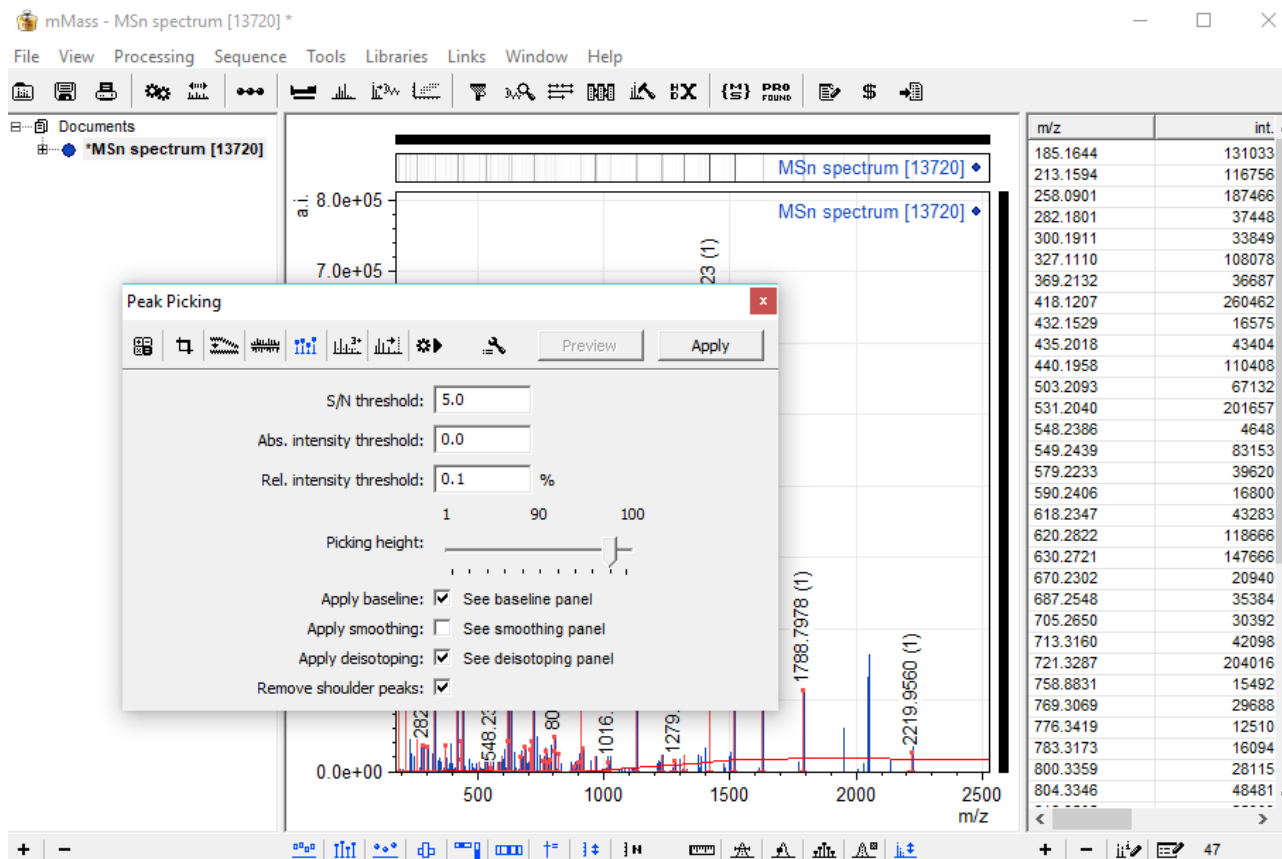 mMass - MSn spectrum [13720] *
File View Processing Sequence Tools Libraries Links Window Help
{M}
{S}
PRO
FOUND
$
Documents
*MSn spectrum [13720]
MSn spectrum [13720]
MSn spectrum [13720]
a.i.
8.0e+05
7.0e+05
0.0e+00
23 (1)
282
548.23
80
1016.
1279.
1788.7978 (1)
2219.9560 (1)
500 1000 1500 2000 2500
m/z
Peak Picking
x
Preview Apply
S/N threshold: 5.0
Abs. intensity threshold: 0.0
Rel. intensity threshold: 0.1 %
1 90 100
Picking height:
Apply baseline: See baseline panel
Apply smoothing: See smoothing panel
Apply deisotoping: See deisotoping panel
Remove shoulder peaks:
m/z int.
185.1644 131033
213.1594 116756
258.0901 187466
282.1801 37448
300.1911 33849
327.1110 108078
369.2132 36687
418.1207 260462
432.1529 16575
435.2018 43404
440.1958 110408
503.2093 67132
531.2040 201657
548.2386 4648
549.2439 83153
579.2233 39620
590.2406 16800
618.2347 43283
620.2822 118666
630.2721 147666
670.2302 20940
687.2548 35384
705.2650 30392
713.3160 42098
721.3287 204016
758.8831 15492
769.3069 29688
776.3419 12510
783.3173 16094
800.3359 28115
804.3346 48481
47